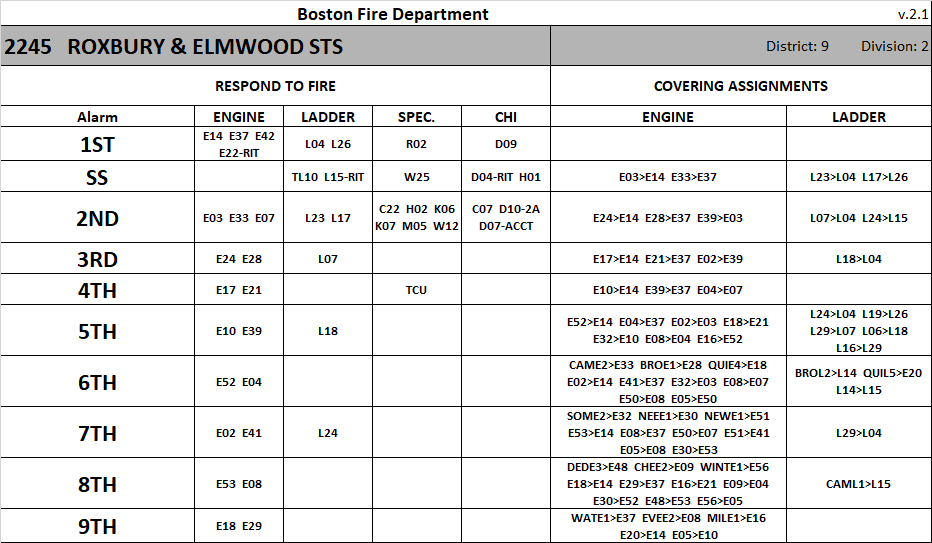 Boston Fire Department v.2.1
2245 ROXBURY & ELMWOOD STS District: 9 Division: 2
RESPOND TO FIRE COVERING ASSIGNMENTS
Alarm ENGINE LADDER SPEC. CHI ENGINE LADDER
1ST E14 E37 E42 L04 L26 R02 D09
E22-RIT
SS TL10 L15-RIT W25 D04-RIT H01 E03>E14 E33>E37 L23>L04 L17>L26
2ND E03 E33 E07 L23 L17 C22 H02 K06 C07 D10-2A E24>E14 E28>E37 E39>E03 L07>L04 L24>L15
K07 M05 W12 D07-ACCT
3RD E24 E28 L07 E17>E14 E21>E37 E02>E39 L18>L04
4TH E17 E21 TCU E10>E14 E39>E37 E04>E07
5TH E10 E39 L18 E52>E14 E04>E37 E02>E03 E18>E21 L24>L04 L19>L26
E32>E10 E08>E04 E16>E52 L29>L07 L06>L18
L16>L29
6TH E52 E04 CAME2>E33 BROE1>E28 QUIE4>E18 BROL2>L14 QUIL5>E20
E02>E14 E41>E37 E32>E03 E08>E07 L14>L15
E50>E08 E05>E50
7TH E02 E41 L24 SOME2>E32 NEEE1>E30 NEWE1>E51 L29>L04
E53>E14 E08>E37 E50>E07 E51>E41
E05>E08 E30>E53
8TH E53 E08 DEDE3>E48 CHEE2>E09 WINTE1>E56 CAML1>L15
E18>E14 E29>E37 E16>E21 E09>E04
E30>E52 E48>E53 E56>E05
9TH E18 E29 WATE1>E37 EVEE2>E08 MILE1>E16
E20>E14 E05>E10